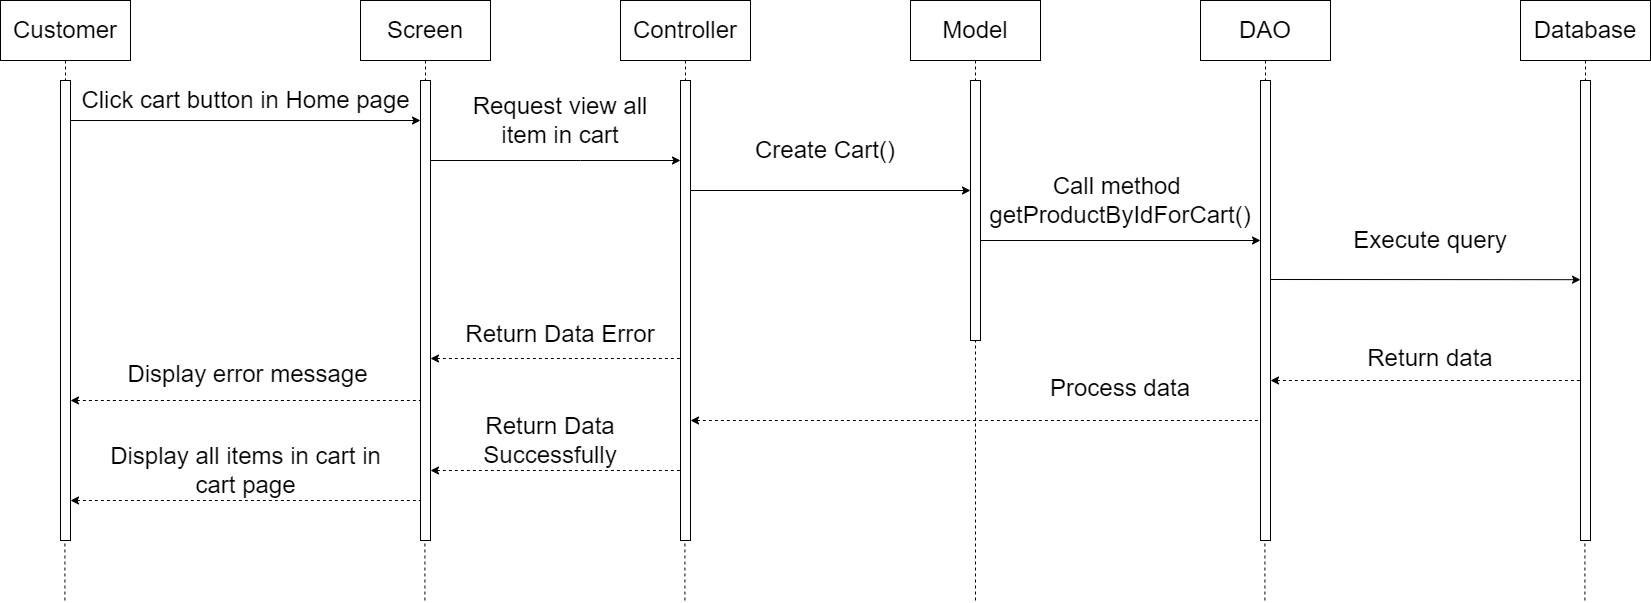 Customer
Screen
Controller
Model
DAO
Database
Click cart button in Home page
Request view all
item in cart
Create Cart()
Call method
getProductByIdForCart()
Execute query
Return Data Error
Return data
Display error message
Process data
Return Data
Successfully
Display all items in cart in
cart page